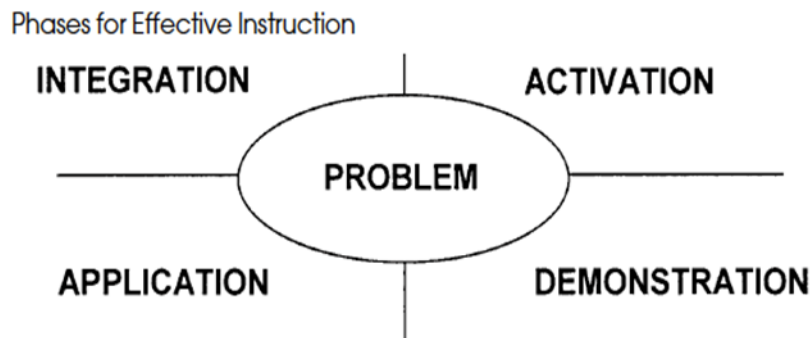 Phases for Effective Instruction
INTEGRATION
ACTIVATION
PROBLEM
APPLICATION
DEMONSTRATION